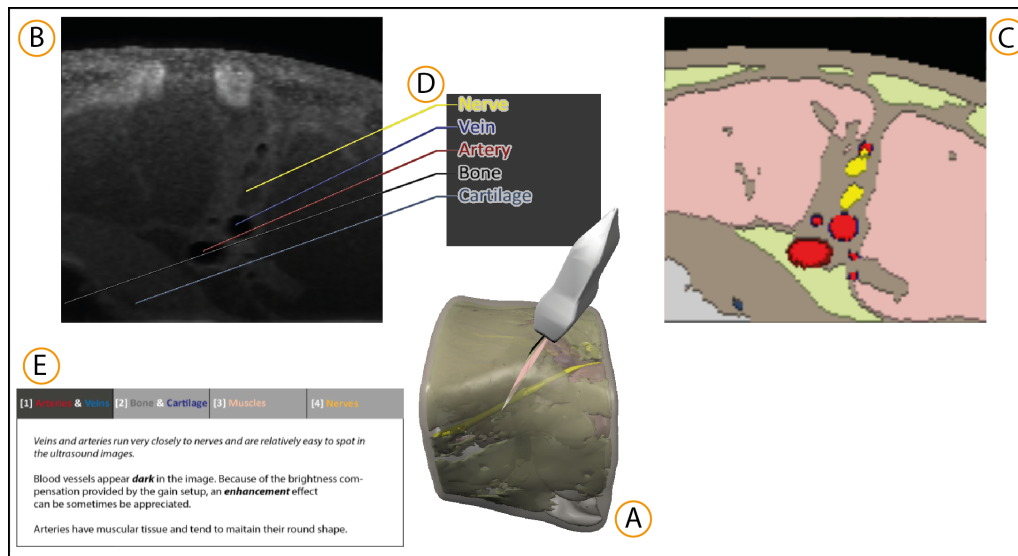 B
C
D
Nerve
Vein
Artery
Bone
Cartilage
E
[1] Arteries & Veins [2] Bone & Cartilage [3] Muscles [4] Nerves
Veins and arteries run very closely to nerves and are relatively easy to spot in
the ultrasound images.
Blood vessels appear dark in the image. Because of the brightness com-
pensation provided by the gain setup, an enhancement effect
can be sometimes be appreciated.
Arteries have muscular tissue and tend to maitain their round shape.
A